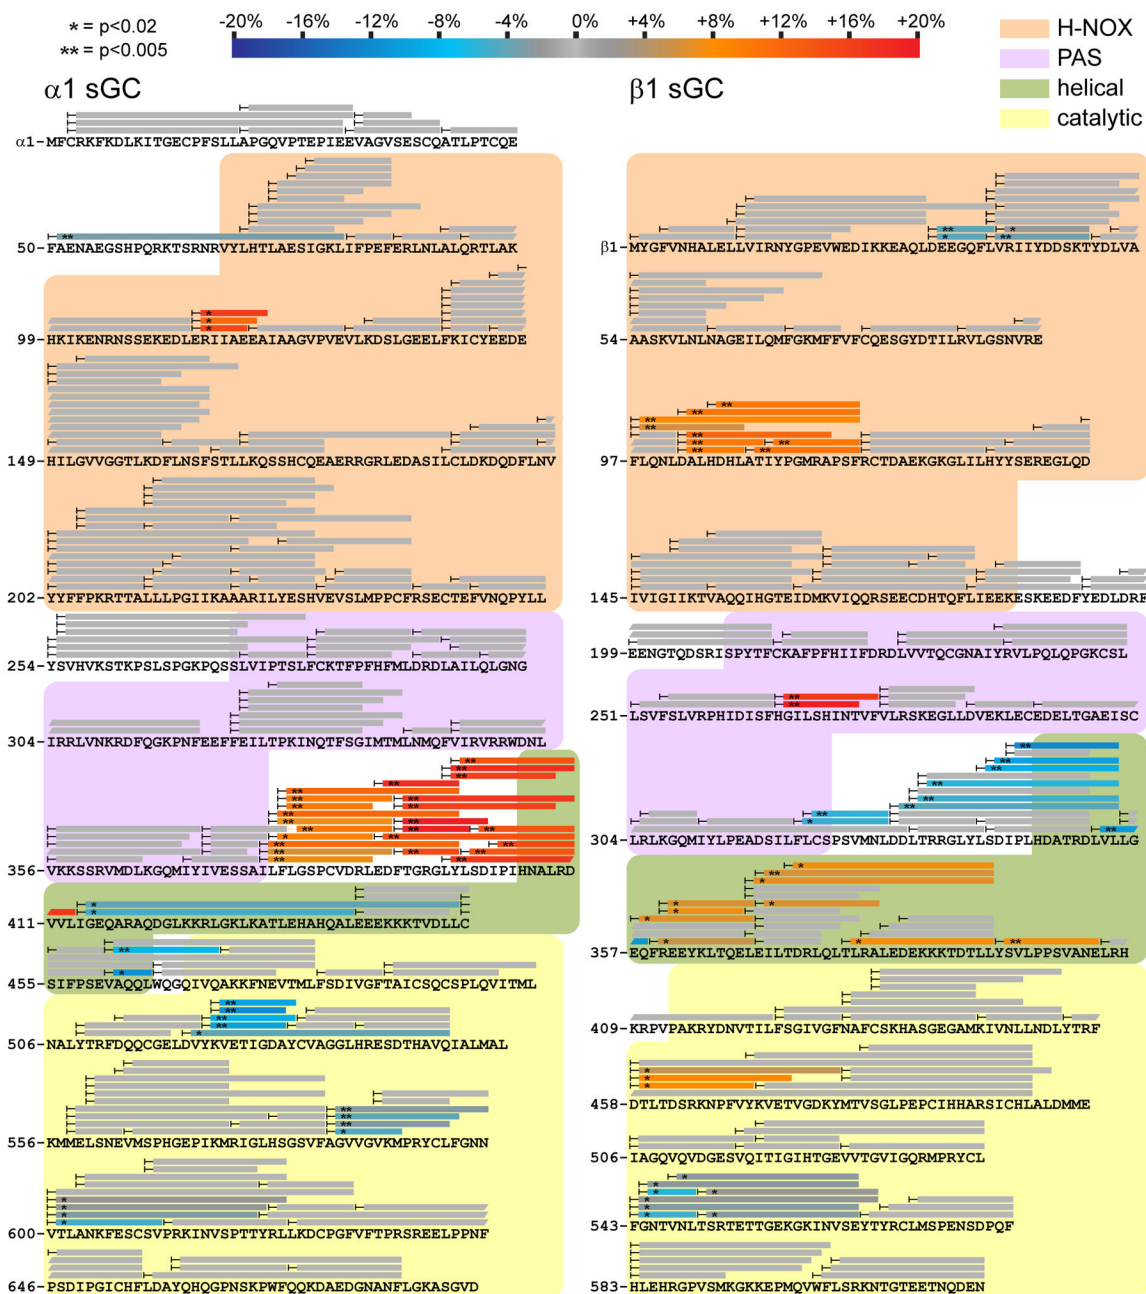 * = p<0.02
** = p<0.005
-20% -16% -12% -8% -4% 0% +4% +8% +12% +16% +20%
H-NOX
PAS
helical
catalytic
α1 sGC
α1-MFCRKFKDLKITGECPFSLLAPGQVPTEPIEEVAGVSESCQATLPTCQE
50-FAENAEGSHPQRKTSRNRVYLHTLAESIGKLIFPEFERLNLALQRTLAK
99-HKIKENRNSSEKEDLERIIAEEAIAAGVPVEVLKDSLGEELFKICYEEDE
149-HILGVVGGTLKDFLNSFSTLLKQSSHCQEAERRGRLEDASILCLDKDQDFLNV
202-YYFFPKRTTALLLPGIIKAAARILYESHVEVSLMPPCFRSECTEFVNQPYLL
254-YSVHVKSTKPSLSPGKPQSSLVIPTSLFCKTFPFHFMLDRDLAILQLGNG
304-IRRLVNKRDFQGKPNFEEFFEILTPKINQTFSGIMTMLNMQFVIRVRRWDNL
356-VKKSSRVMDLKGQMIYIVESSAILFLGSPCVDRLEDFTGRGLYLSDIPIHNALRD
411-VVLIGEQARAQDGLKKRLGKLKATLEHAHQALEEEKKKTVDLLC
455-SIFPSEVAQQLWQGQIVQAKKFNEVTMLFSDIVGFTAICSQCSPLQVITML
506-NALYTRFDQQCGELDVYKVETIGDAYCVAGGLHRESDTHAVQIALMAL
556-KMMELSNEVMSPHGEPIKMRIGLHSGSVFAGVVGVKMPRYCLFGNN
600-VTLANKFESCSVPRKINVSPTTYRLLKDCPGFVFTPRSREELPPNF
646-PSDIPGICHFLDAYQHQGPNSKPWFQQKDAEDGNANFLGKASGVD
β1 sGC
β1-MYGFVNHALELLVIRNYGPEVWEDIKKEAQLDEEGQFLVRIIYDDSKTYDLVA
54-AASKVLNLNAGEILQMFGKMFFVFCQESGYDTILRVLGSNVRE
97-FLQNLDALHDHLATIYPGMRAPSFRCTDAEKGKGLILHYYSEREGLQD
145-IVIGIIKTVAQQIHGTEIDMKVIQQRSEECDHTQFLIEEKESKEEDFYEDLDRF
199-EENGTQDSRISPYTFCKAFPFHIIFDRDLVVTQCGNAIYRVLPQLQPGKCSL
251-LSVFSLVRPHIDISFHGILSHINTVFVLRSKEGLLDVEKLECEDELTGAEISC
304-LRLKGQMIYLPEADSILFLCSPSVMNLDDLTRRGLYLSDIPLHDATRDLVLLG
357-EQFREEYKLTQELEILTDRLQLTLRALEDEKKKTDTLLYSVLPPSVANELRH
409-KRPVPAKRYDNVTILFSGIVGFNAFCSKHASGEGAMKIVNLLNDLYTRF
458-DTLTDSRKNPFVYKVETVGDKYMTVSGLPEPCIHHARSICHLALDMME
506-IAGQVQVDGESVQITIGIHTGEVVTGVIGQRMPRYCL
543-FGNTVNLTSRTETTGEKGKINVSEYTYRCLMSPENSDPQF
583-HLEHRGPVSMKGKKEPMQVWFLSRKNTGTEETNQDEN